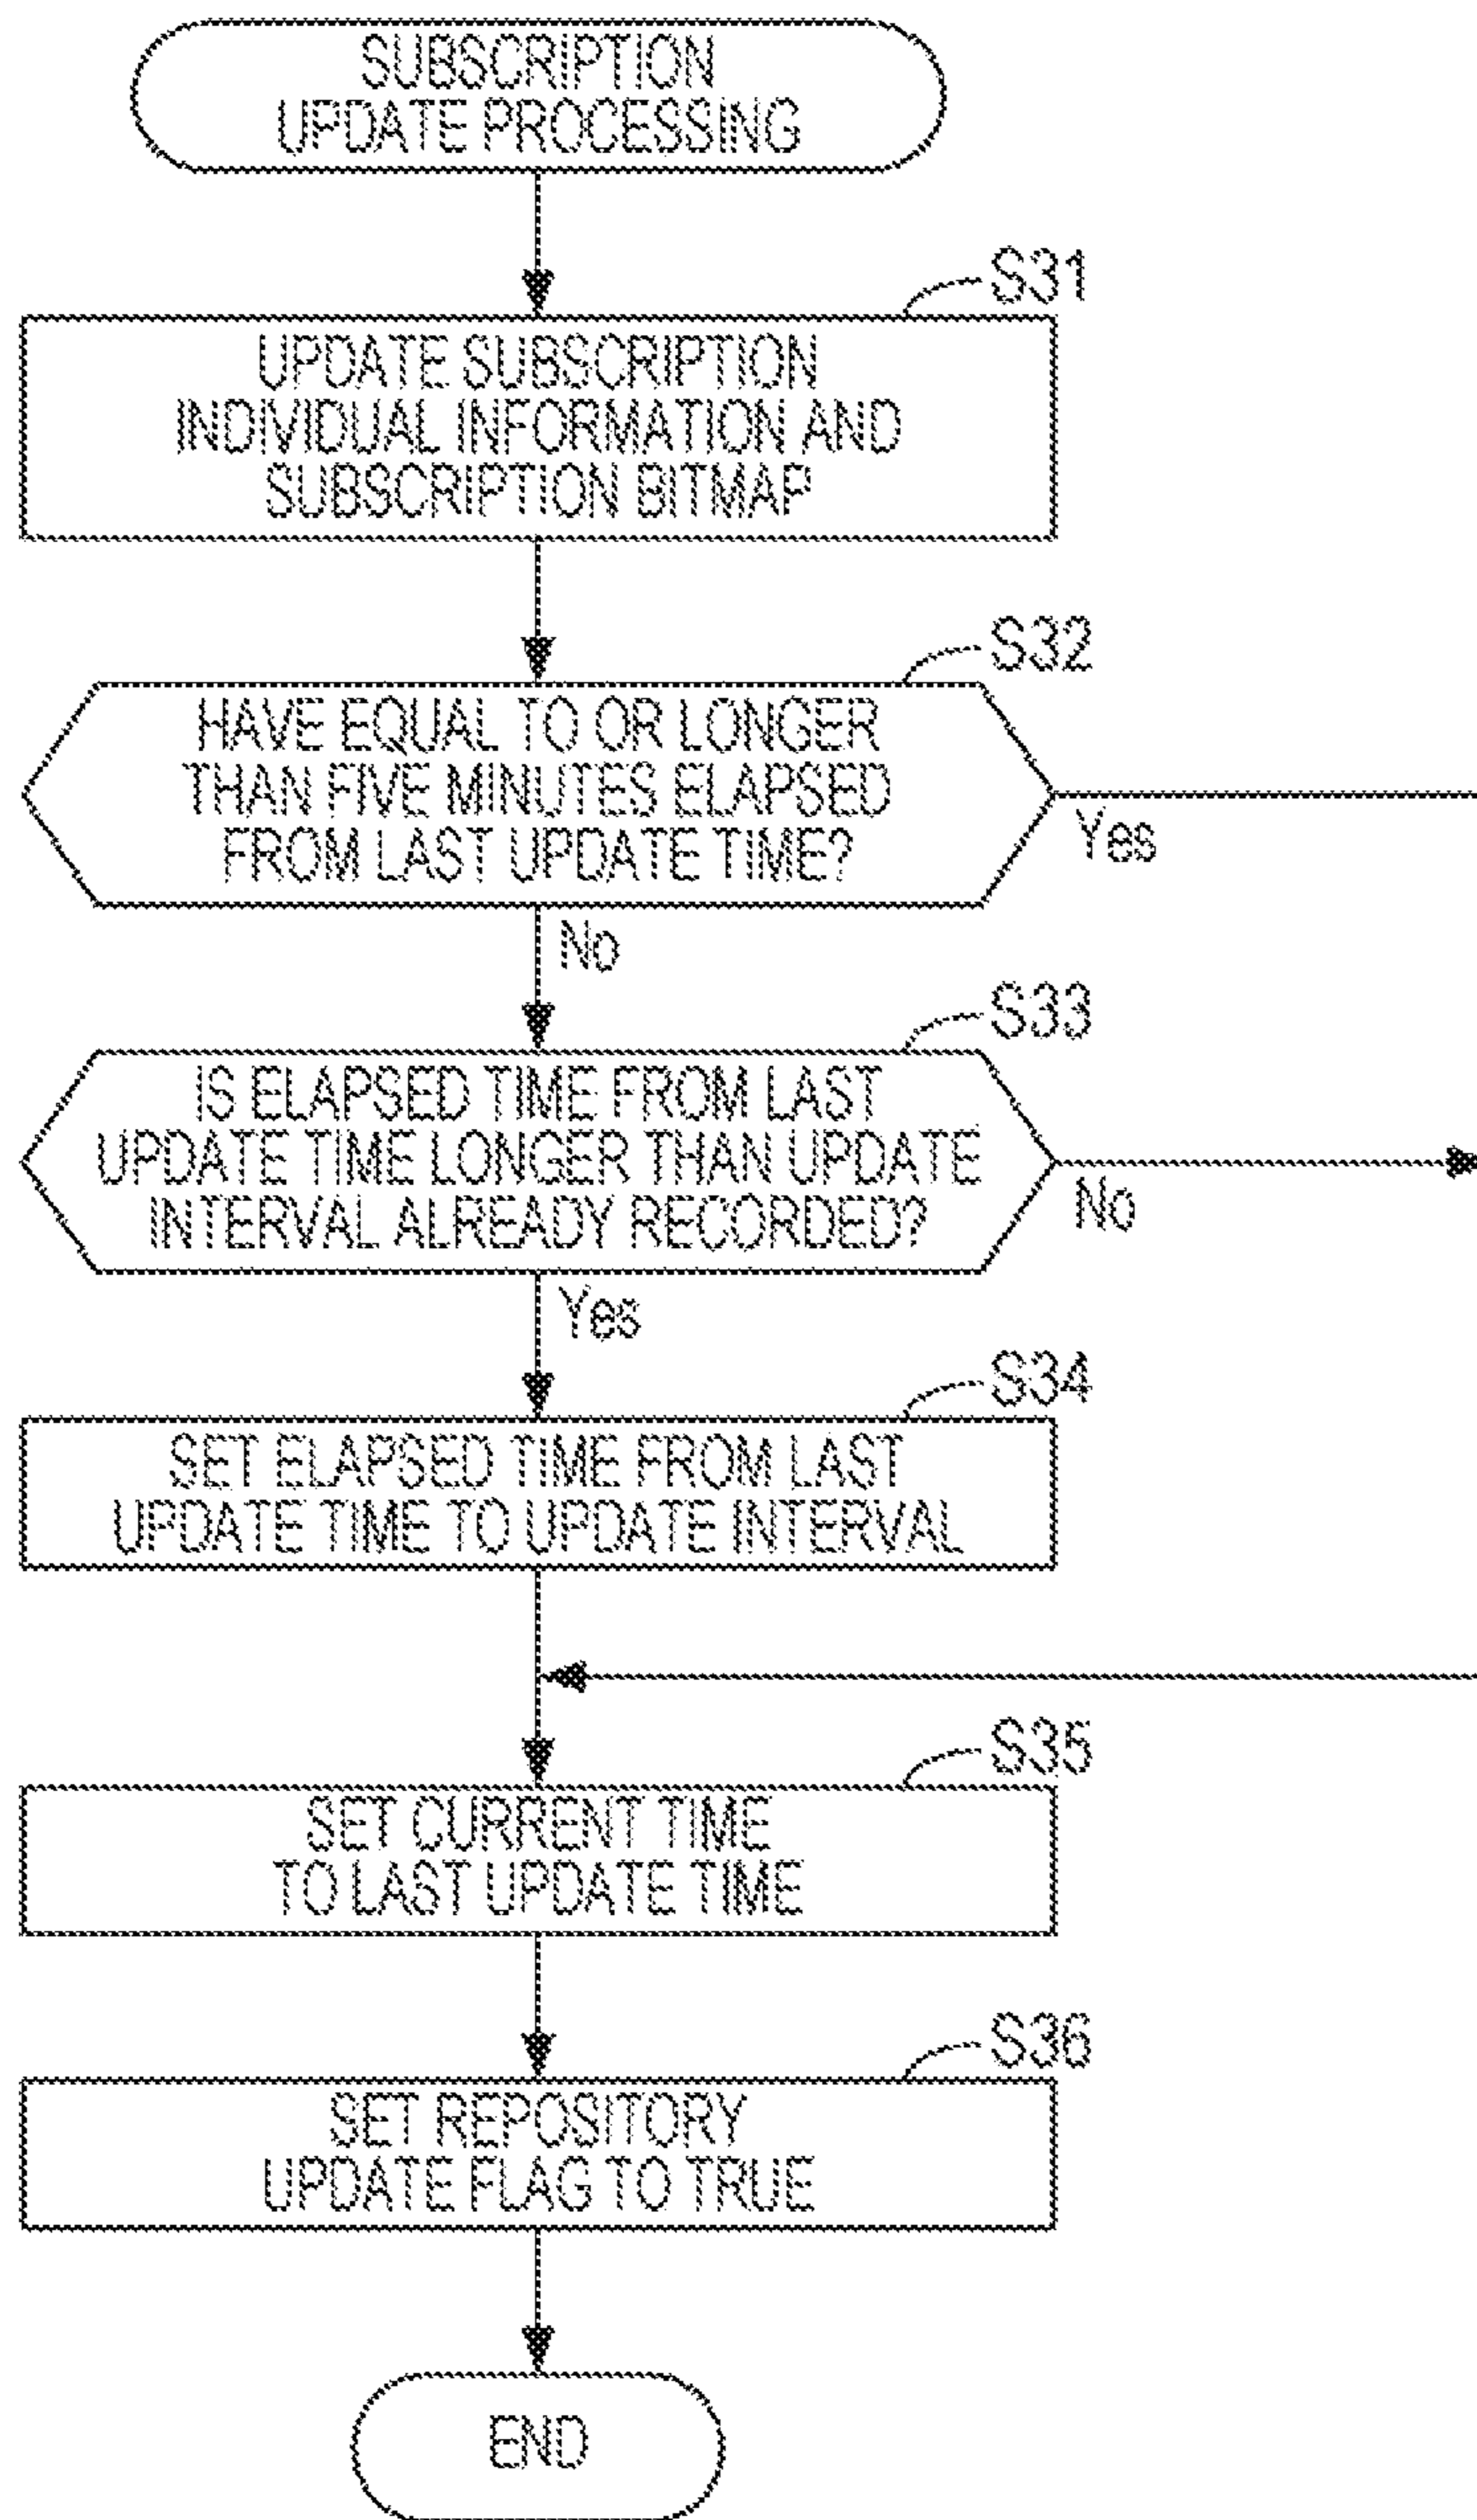 SUBSCRIPTION
UPDATE PROCESSING
S31
UPDATE SUBSCRIPTION
INDIVIDUAL INFORMATION AND
SUBSCRIPTION BITMAP
S32
HAVE EQUAL TO OR LONGER
THAN FIVE MINUTES ELAPSED
FROM LAST UPDATE TIME?
Yes
No
S33
IS ELAPSED TIME FROM LAST
UPDATE TIME LONGER THAN UPDATE
INTERVAL ALREADY RECORDED?
No
Yes
S34
SET ELAPSED TIME FROM LAST
UPDATE TIME TO UPDATE INTERVAL
S35
SET CURRENT TIME
TO LAST UPDATE TIME
S36
SET REPOSITORY
UPDATE FLAG TO TRUE
END